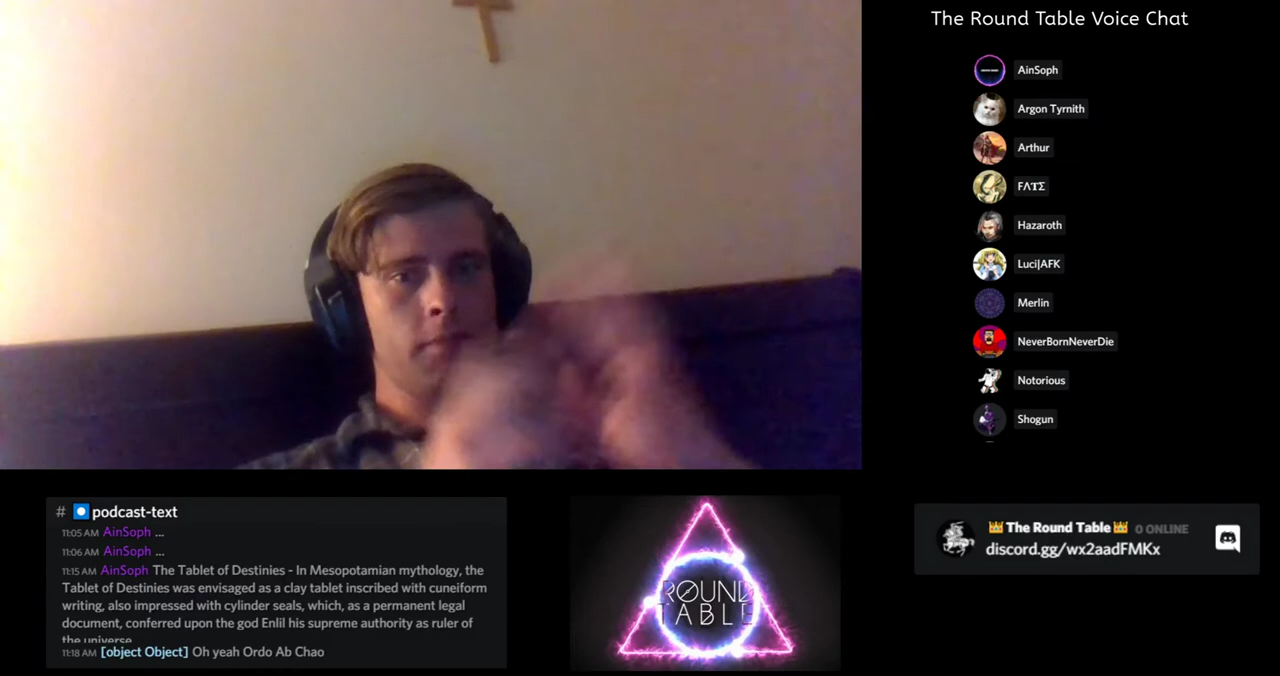 The Round Table Voice Chat
AinSoph
Argon Tyrnith
Arthur
FΛTΣ
Hazaroth
Luci|AFK
Merlin
NeverBornNeverDie
Notorious
Shogun
# podcast-text
11:05 AM AinSoph ...
11:06 AM AinSoph ...
11:15 AM AinSoph The Tablet of Destinies - In Mesopotamian mythology, the
Tablet of Destinies was envisaged as a clay tablet inscribed with cuneiform
writing, also impressed with cylinder seals, which, as a permanent legal
document, conferred upon the god Enlil his supreme authority as ruler of
the universe
11:18 AM [object Object] Oh yeah Ordo Ab Chao
ROUND
TABLE
👑 The Round Table 👑 0 ONLINE
discord.gg/wx2aadFMKx